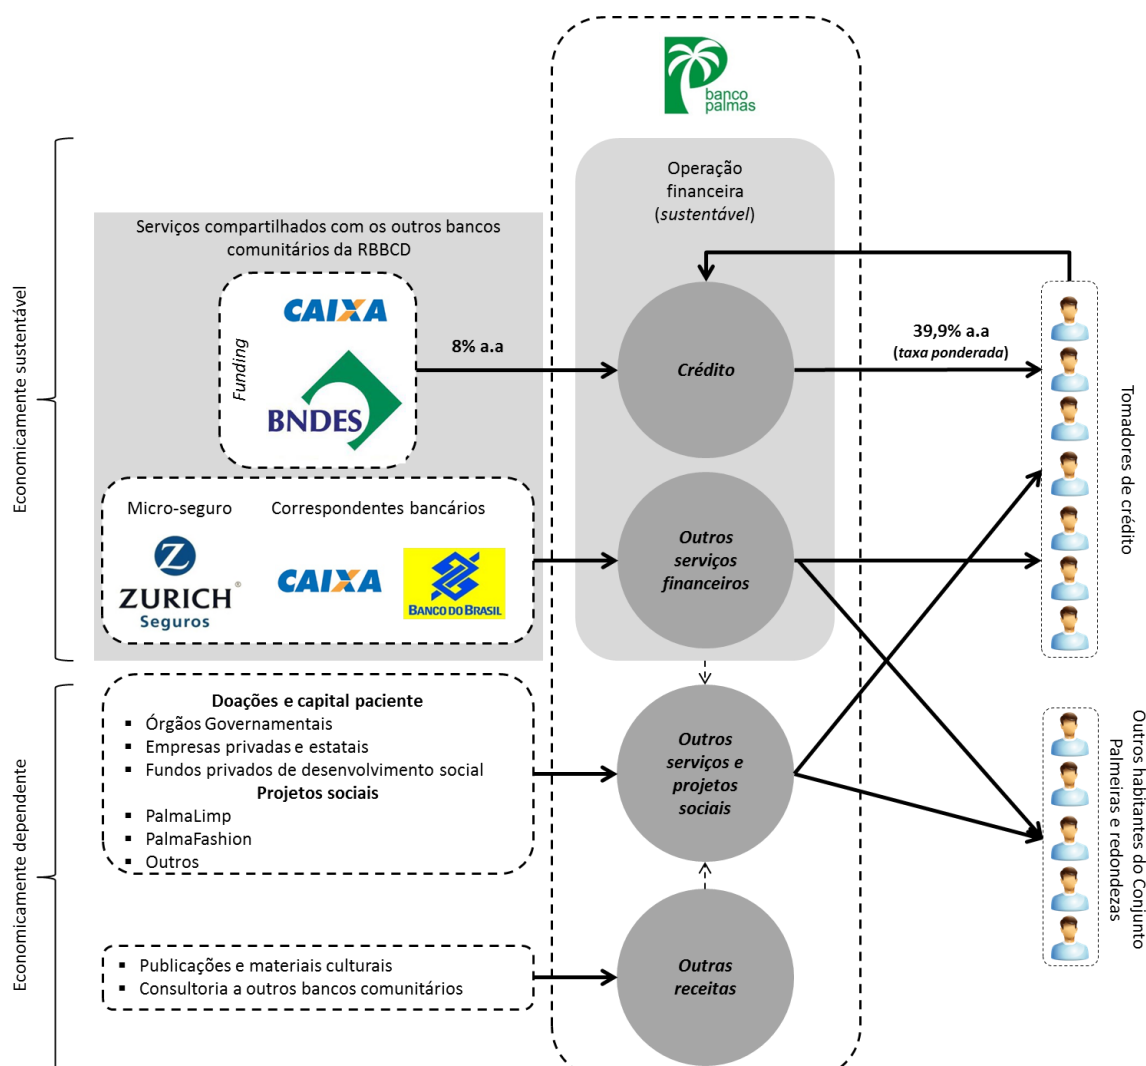 banco
palmas
Operação
financeira
(sustentável)
Serviços compartilhados com os outros bancos
comunitários da RBBCD
Economicamente sustentável
Funding
CAIXA
BNDES
8% a.a
Crédito
39,9% a.a
(taxa ponderada)
Tomadores de crédito
Micro-seguro
Correspondentes bancários
Z
ZURICH®
Seguros
CAIXA
BANCO DO BRASIL
Outros
serviços
financeiros
Economicamente dependente
Doações e capital paciente
▪ Órgãos Governamentais
▪ Empresas privadas e estatais
▪ Fundos privados de desenvolvimento social
Projetos sociais
▪ PalmaLimp
▪ PalmaFashion
▪ Outros
Outros
serviços e
projetos
sociais
Outros habitantes do Conjunto
Palmeiras e redondezas
▪ Publicações e materiais culturais
▪ Consultoria a outros bancos comunitários
Outras
receitas